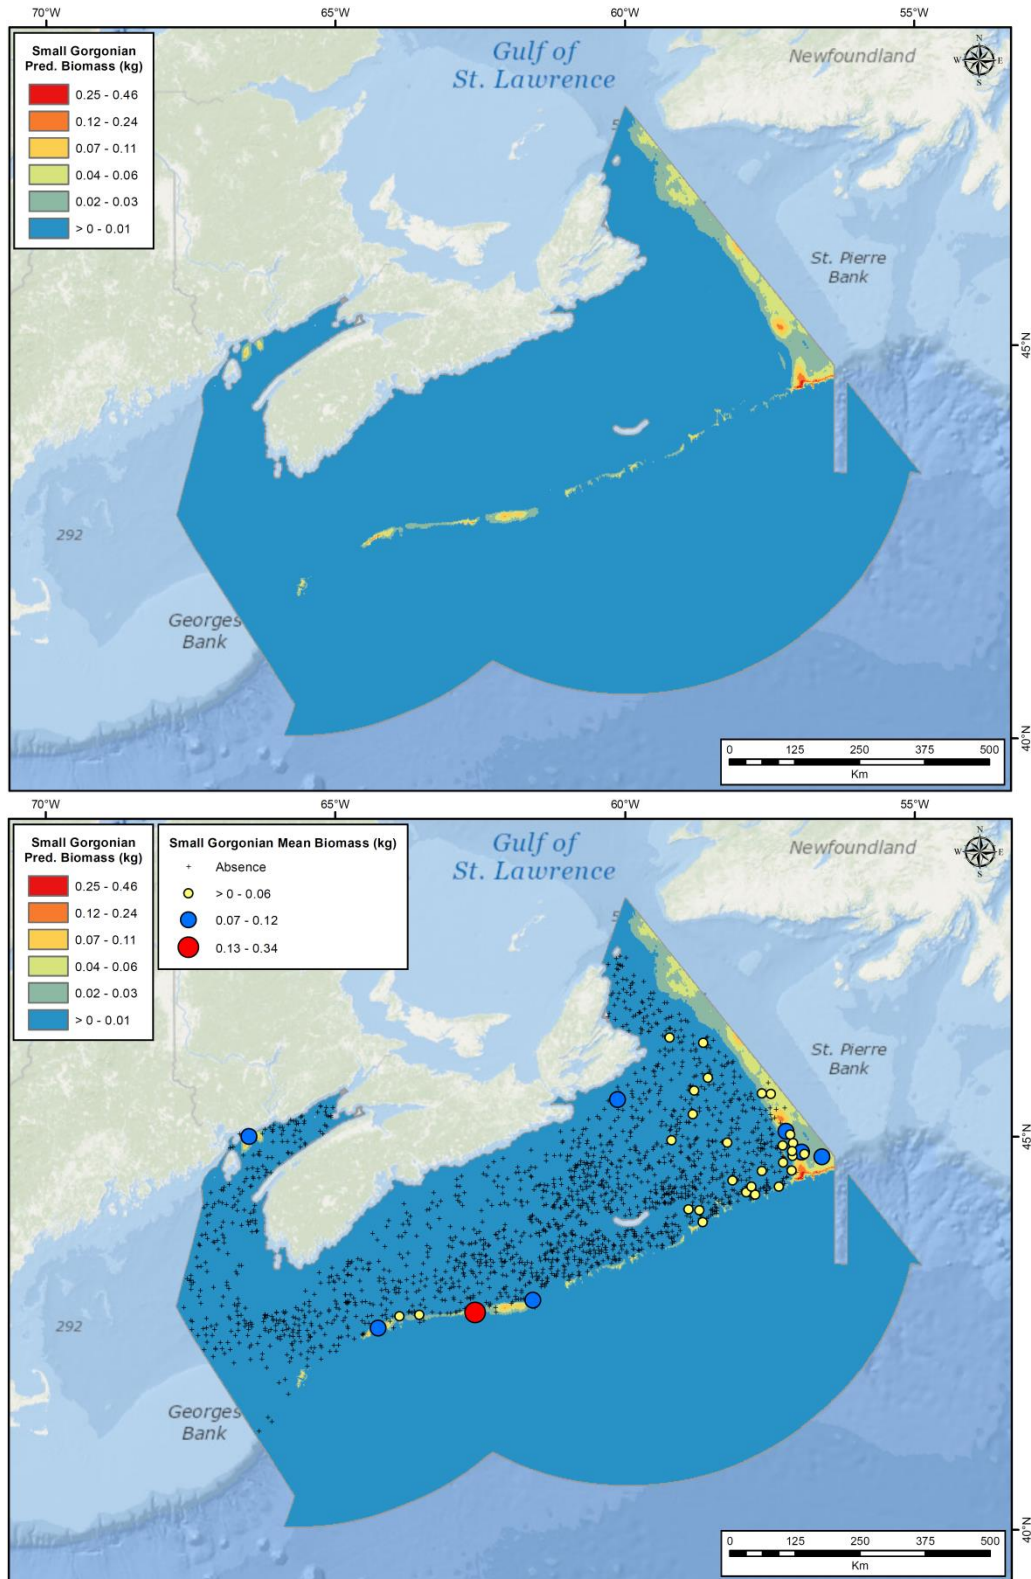 70°W 65°W 60°W 55°W
Small Gorgonian
Pred. Biomass (kg)
0.25 - 0.46
0.12 - 0.24
0.07 - 0.11
0.04 - 0.06
0.02 - 0.03
> 0 - 0.01
Gulf of
St. Lawrence
Newfoundland
N
W E
S
St. Pierre
Bank
45°N
292
Georges
Bank
0 125 250 375 500
Km
40°N
70°W 65°W 60°W 55°W
Small Gorgonian
Pred. Biomass (kg)
0.25 - 0.46
0.12 - 0.24
0.07 - 0.11
0.04 - 0.06
0.02 - 0.03
> 0 - 0.01
Small Gorgonian Mean Biomass (kg)
Absence
> 0 - 0.06
0.07 - 0.12
0.13 - 0.34
Gulf of
St. Lawrence
Newfoundland
N
W E
S
St. Pierre
Bank
45°N
292
Georges
Bank
0 125 250 375 500
Km
40°N